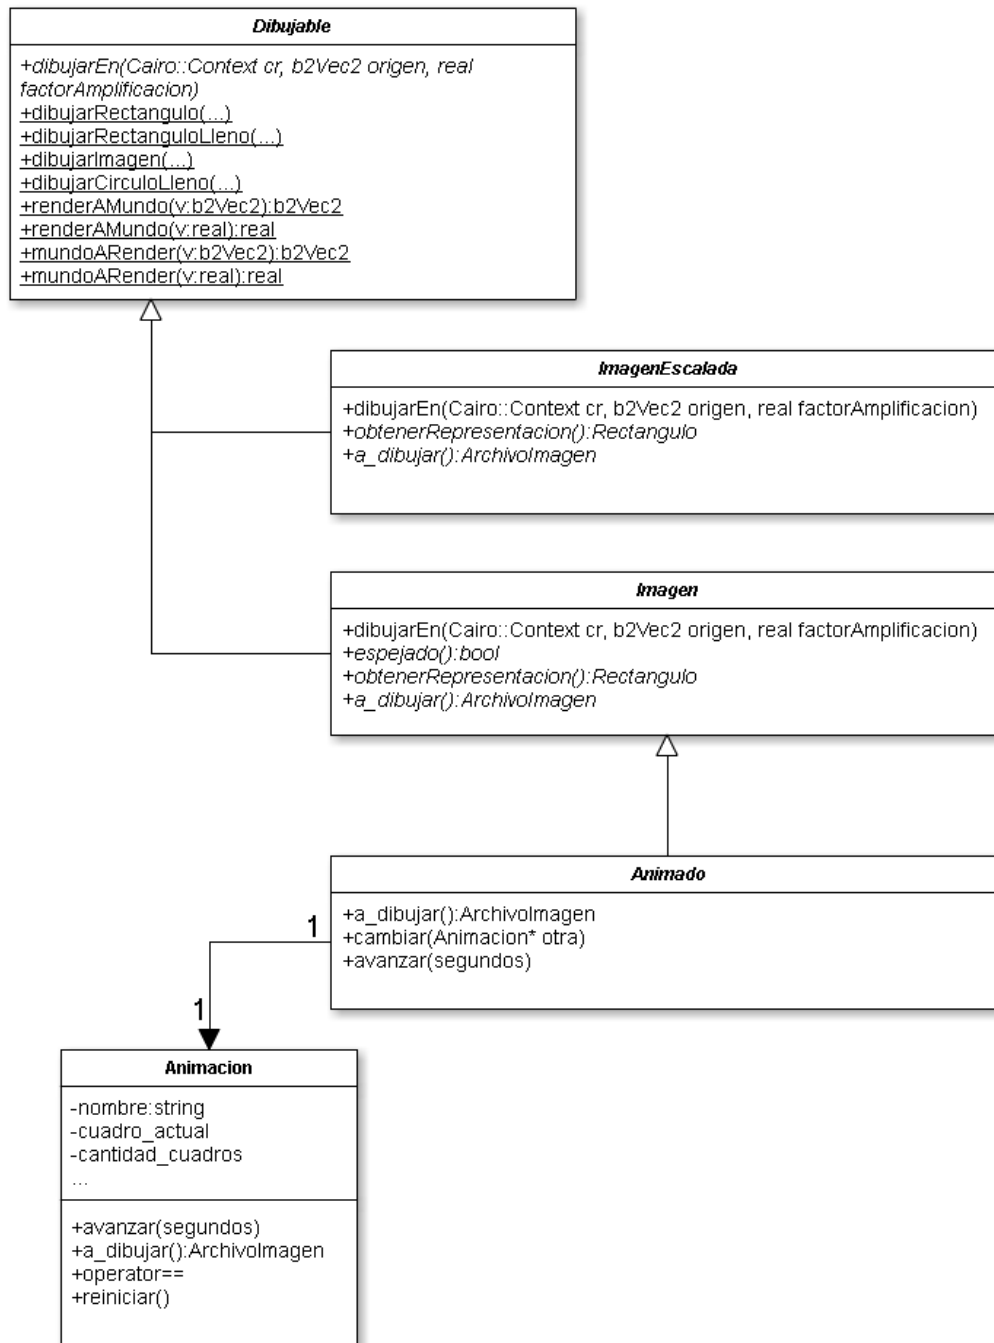 Dibujable
+dibujarEn(Cairo::Context cr, b2Vec2 origen, real
factorAmplificacion)
+dibujarRectangulo(...)
+dibujarRectanguloLleno(...)
+dibujarImagen(...)
+dibujarCirculoLleno(...)
+renderAMundo(v:b2Vec2):b2Vec2
+renderAMundo(v:real):real
+mundoARender(v:b2Vec2):b2Vec2
+mundoARender(v:real):real
ImagenEscalada
+dibujarEn(Cairo::Context cr, b2Vec2 origen, real factorAmplificacion)
+obtenerRepresentacion():Rectangulo
+a_dibujar():ArchivoImagen
Imagen
+dibujarEn(Cairo::Context cr, b2Vec2 origen, real factorAmplificacion)
+espejado():bool
+obtenerRepresentacion():Rectangulo
+a_dibujar():ArchivoImagen
Animado
+a_dibujar():ArchivoImagen
+cambiar(Animacion* otra)
+avanzar(segundos)
1
1
Animacion
-nombre:string
-cuadro_actual
-cantidad_cuadros
...
+avanzar(segundos)
+a_dibujar():ArchivoImagen
+operator==
+reiniciar()